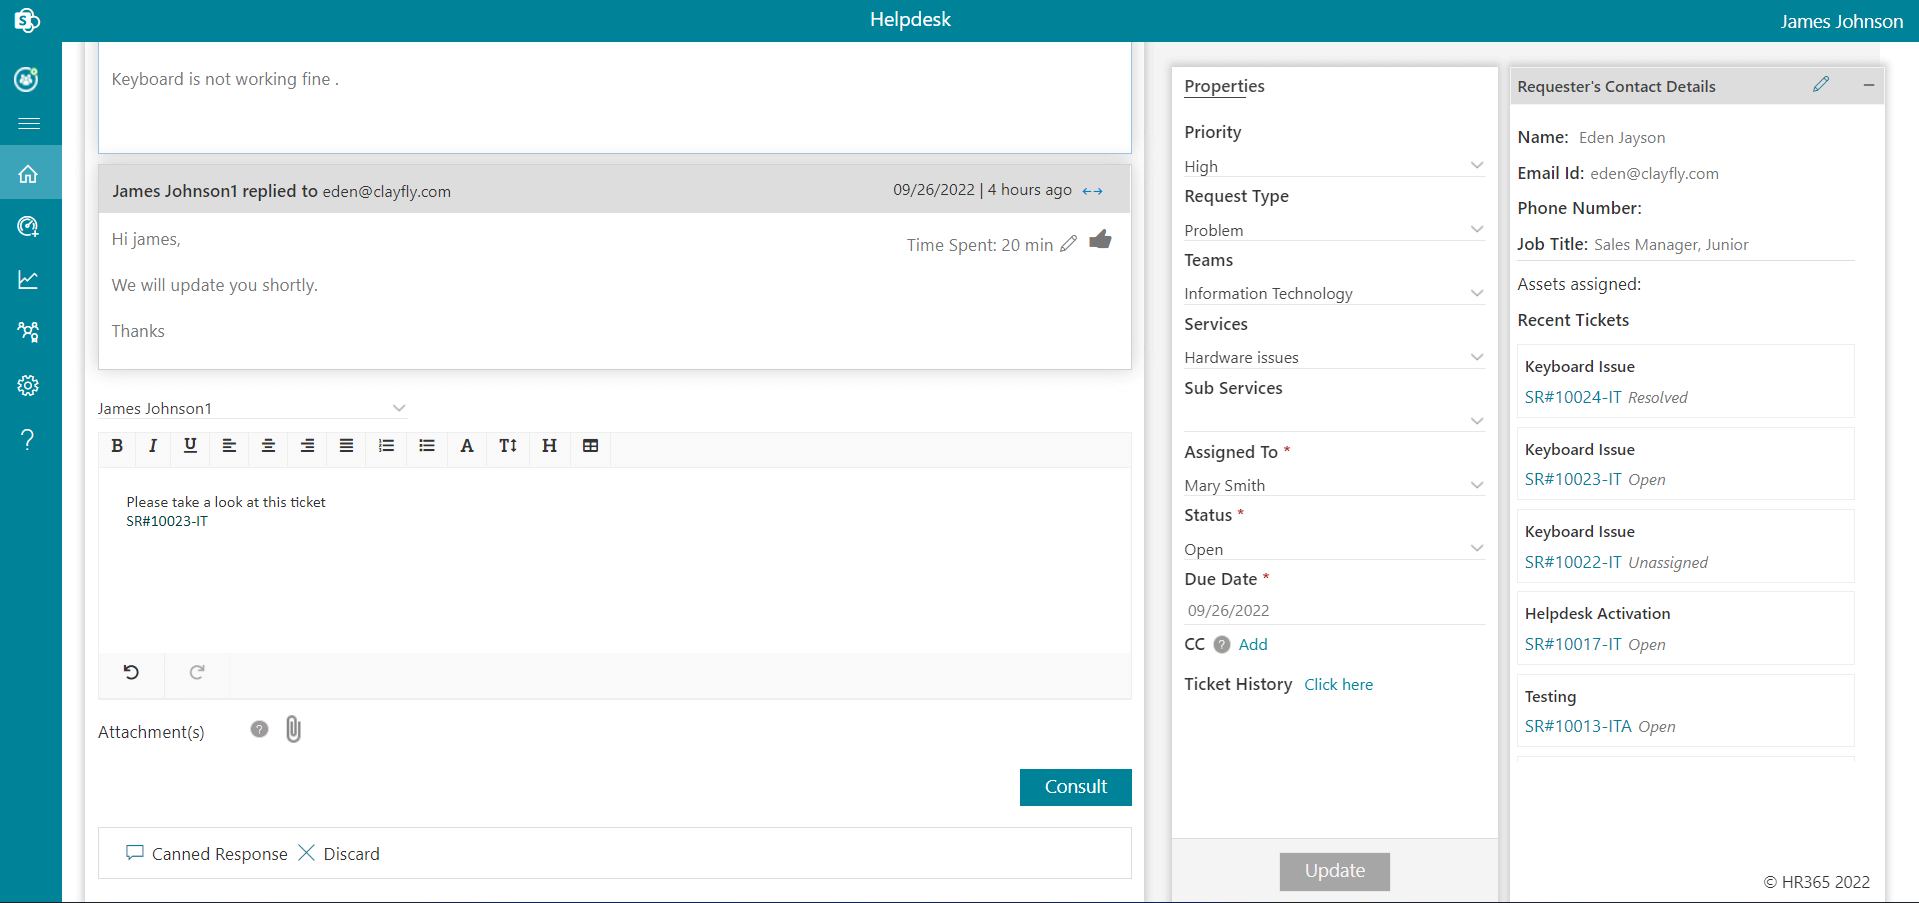 Helpdesk
James Johnson
Keyboard is not working fine .
James Johnson1 replied to eden@clayfly.com
09/26/2022 | 4 hours ago
Hi james,
Time Spent: 20 min
We will update you shortly.
Thanks
James Johnson1
B I U A T H
Please take a look at this ticket
SR#10023-IT
Attachment(s) ?
Consult
Canned Response Discard
Properties
Priority
High
Request Type
Problem
Teams
Information Technology
Services
Hardware issues
Sub Services
Assigned To *
Mary Smith
Status *
Open
Due Date *
09/26/2022
CC ? Add
Ticket History Click here
Update
Requester's Contact Details
Name: Eden Jayson
Email Id: eden@clayfly.com
Phone Number:
Job Title: Sales Manager, Junior
Assets assigned:
Recent Tickets
Keyboard Issue
SR#10024-IT Resolved
Keyboard Issue
SR#10023-IT Open
Keyboard Issue
SR#10022-IT Unassigned
Helpdesk Activation
SR#10017-IT Open
Testing
SR#10013-ITA Open
© HR365 2022